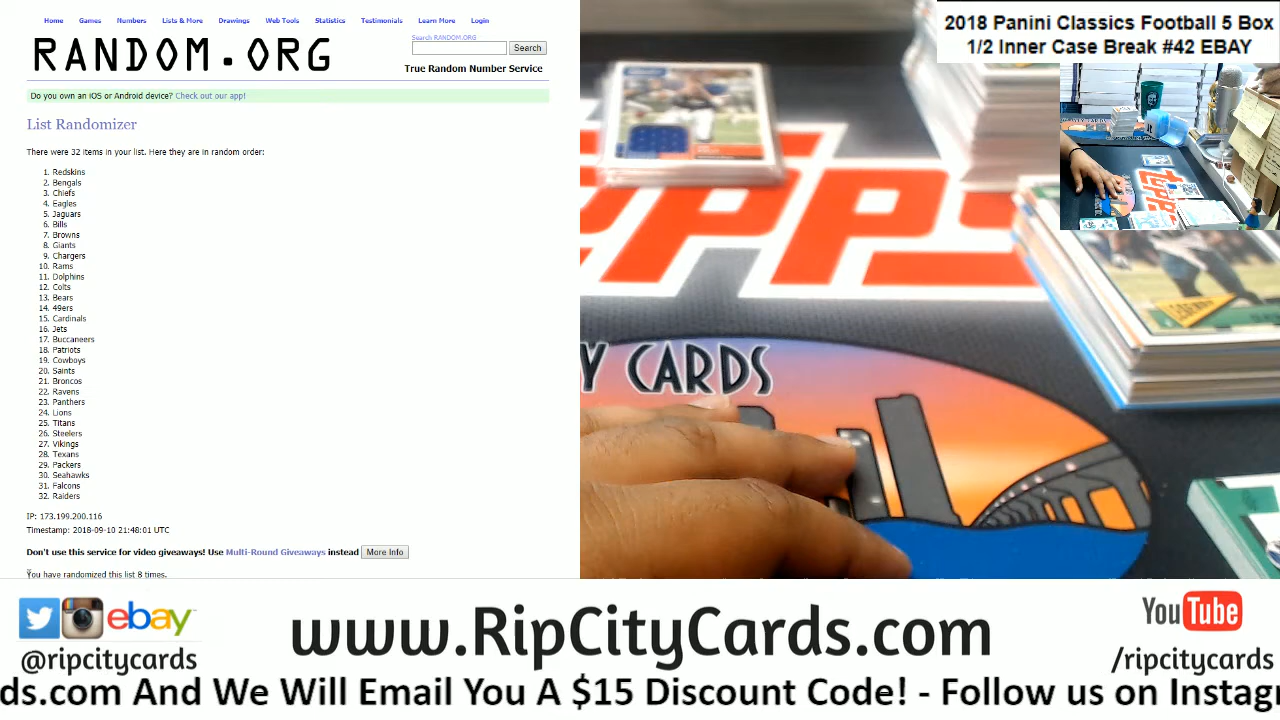 Home Games Numbers Lists & More Drawings Web Tools Statistics Testimonials Learn More Login
RANDOM.ORG
Search RANDOM.ORG
Search
True Random Number Service
Do you own an iOS or Android device? Check out our app!
List Randomizer
There were 32 items in your list. Here they are in random order:
1. Redskins
2. Bengals
3. Chiefs
4. Eagles
5. Jaguars
6. Bills
7. Browns
8. Giants
9. Chargers
10. Rams
11. Dolphins
12. Colts
13. Bears
14. 49ers
15. Cardinals
16. Jets
17. Buccaneers
18. Patriots
19. Cowboys
20. Saints
21. Broncos
22. Ravens
23. Panthers
24. Lions
25. Titans
26. Steelers
27. Vikings
28. Texans
29. Packers
30. Seahawks
31. Falcons
32. Raiders
IP: 173.199.200.116
Timestamp: 2018-09-10 21:48:01 UTC
Don't use this service for video giveaways! Use Multi-Round Giveaways instead More Info
You have randomized this list 8 times.
2018 Panini Classics Football 5 Box
1/2 Inner Case Break #42 EBAY
Y CARDS
ebay
@ripcitycards
www.RipCityCards.com
YouTube
/ripcitycards
ds.com And We Will Email You A $15 Discount Code! - Follow us on Instag